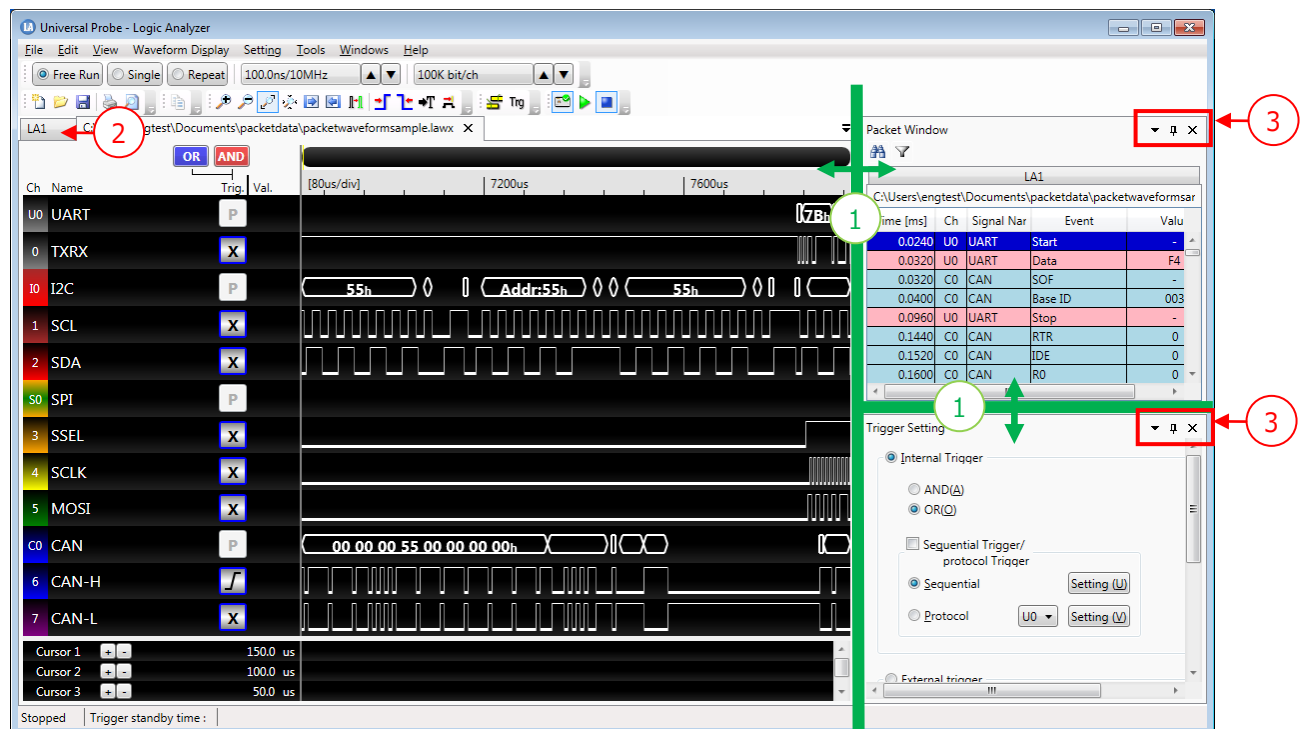 LA Universal Probe - Logic Analyzer
File Edit View Waveform Display Setting Tools Windows Help
Free Run Single Repeat 100.0ns/10MHz 100K bit/ch
Trg
LA1 2 gtest\Documents\packetdata\packetwaveformsample.lawx X
OR AND
Ch Name Trig. Val. [80us/div] 7200us 7600us
U0 UART P 7Bh
0 TXRX X
I0 I2C P 55h Addr:55h 55h
1 SCL X
2 SDA X
S0 SPI P
3 SSEL X
4 SCLK X
5 MOSI X
C0 CAN P 00 00 00 55 00 00 00 00h
6 CAN-H
7 CAN-L X
Cursor 1 + - 150.0 us
Cursor 2 + - 100.0 us
Cursor 3 + - 50.0 us
Stopped Trigger standby time :
1
Packet Window
3
LA1
C:\Users\engtest\Documents\packetdata\packetwaveformsar
Time [ms] Ch Signal Nar Event Valu
0.0240 U0 UART Start -
0.0320 U0 UART Data F4
0.0320 C0 CAN SOF -
0.0400 C0 CAN Base ID 003
0.0960 U0 UART Stop -
0.1440 C0 CAN RTR 0
0.1520 C0 CAN IDE 0
0.1600 C0 CAN R0 0
1
Trigger Setting
3
Internal Trigger
AND(A)
OR(O)
Sequential Trigger/
protocol Trigger
Sequential Setting (U)
Protocol U0 Setting (V)
External trigger